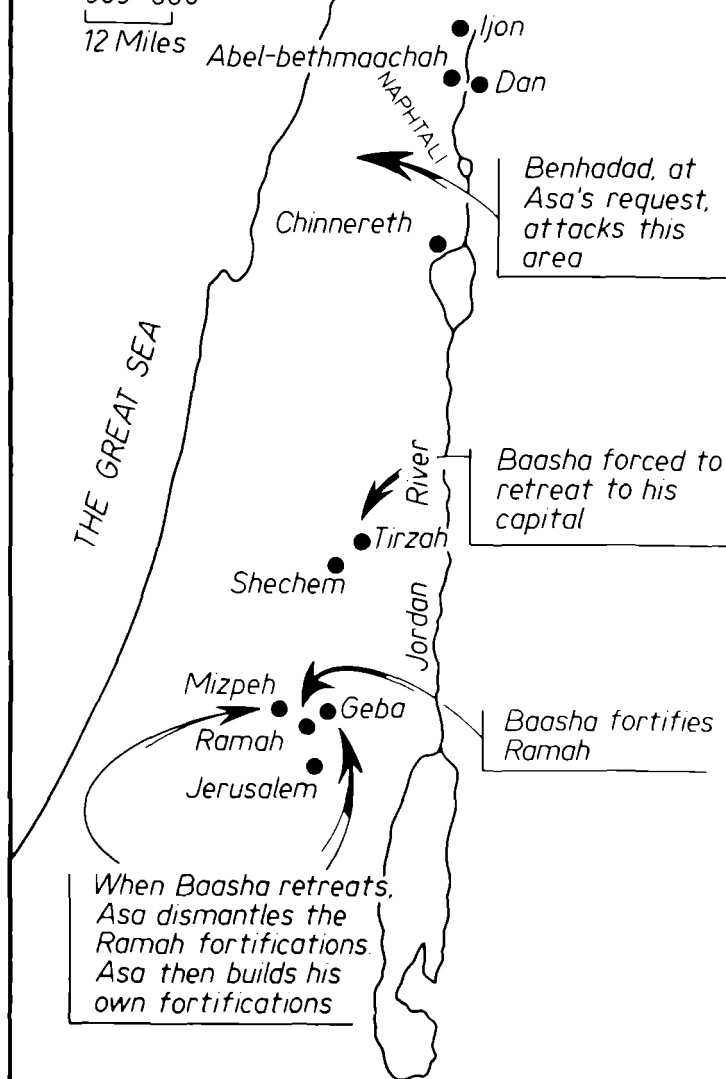 12 Miles
Ijon
Abel-bethmaachah
Dan
NAPHTALI
Benhadad, at
Asa's request,
attacks this
area
Chinnereth
THE GREAT SEA
River
Baasha forced to
retreat to his
capital
Tirzah
Shechem
Jordan
Mizpeh
Geba
Ramah
Baasha fortifies
Ramah
Jerusalem
When Baasha retreats,
Asa dismantles the
Ramah fortifications.
Asa then builds his
own fortifications